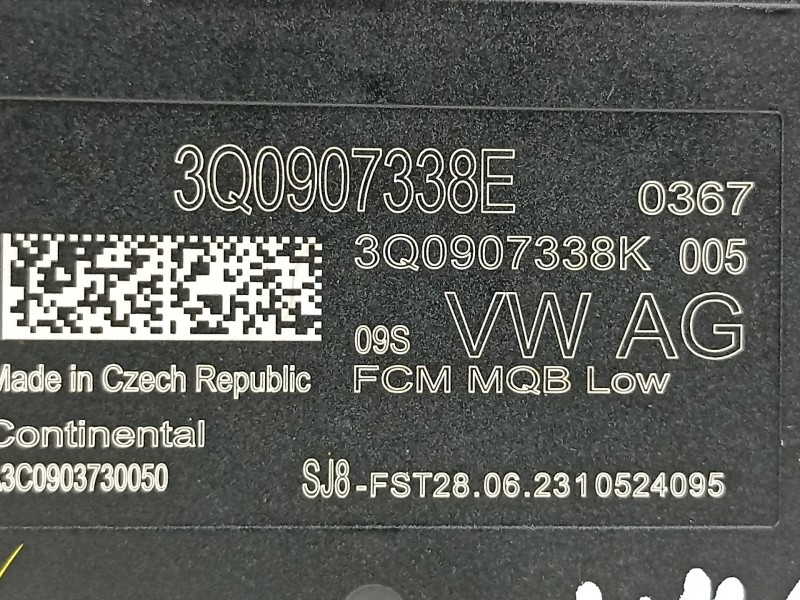 3Q0907338E 0367
3Q0907338K 005
09S VW AG
Made in Czech Republic FCM MQB Low
Continental
A3C0903730050 SJ8-FST28.06.2310524095